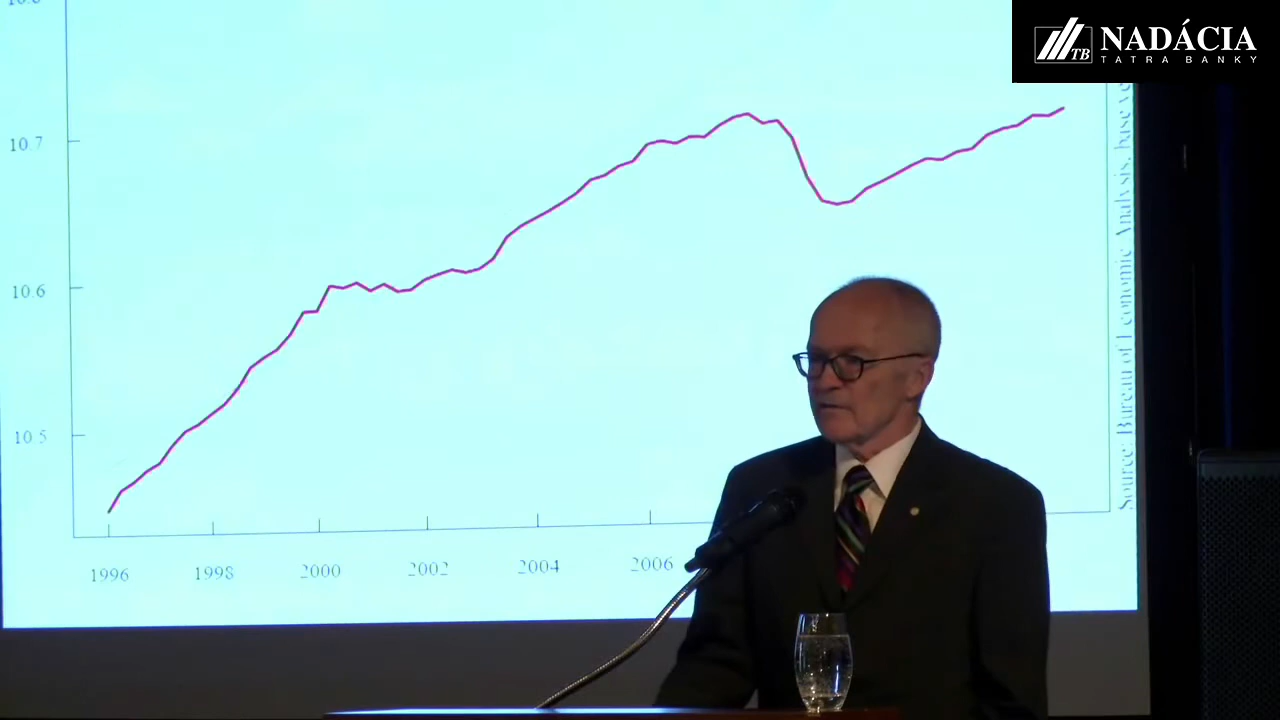 NADÁCIA
TB
TATRA BANKY
10.7
10.6
10.5
1996 1998 2000 2002 2004 2006
Source: Bureau of Economic Analysis, base